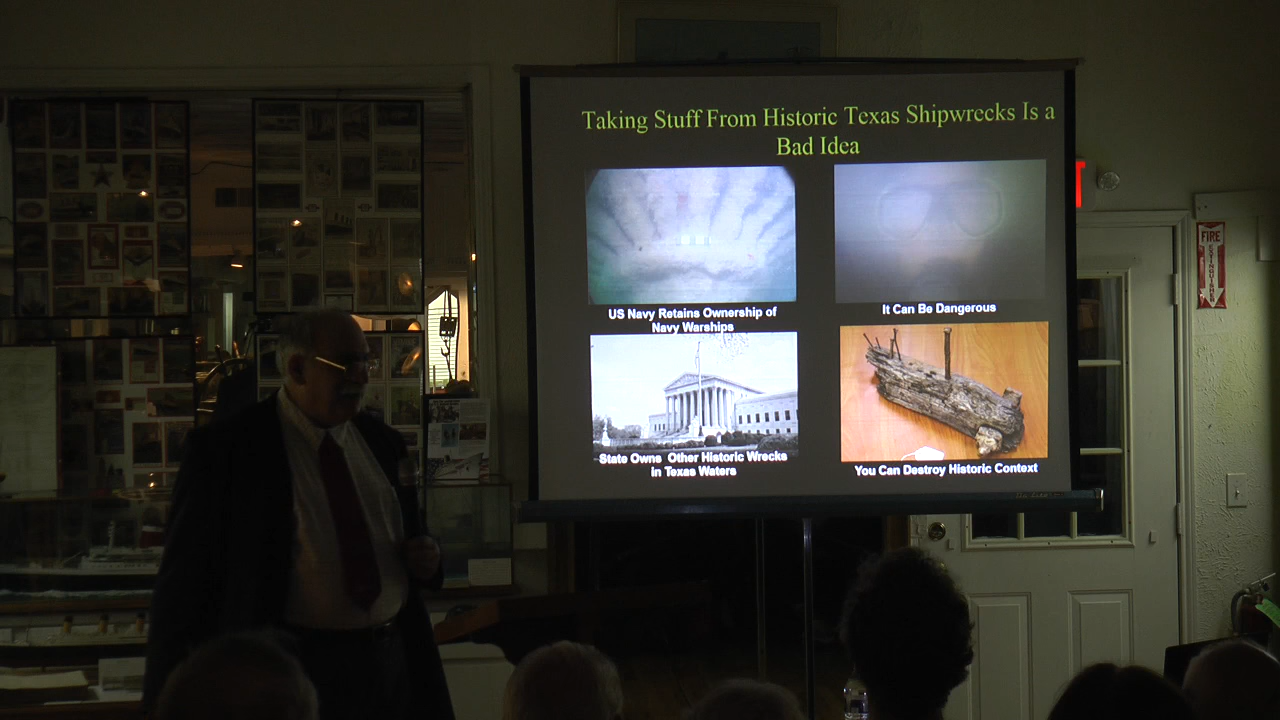 Taking Stuff From Historic Texas Shipwrecks Is a
Bad Idea
US Navy Retains Ownership of
Navy Warships
It Can Be Dangerous
State Owns Other Historic Wrecks
in Texas Waters
You Can Destroy Historic Context
FIRE
EXTINGUISHER